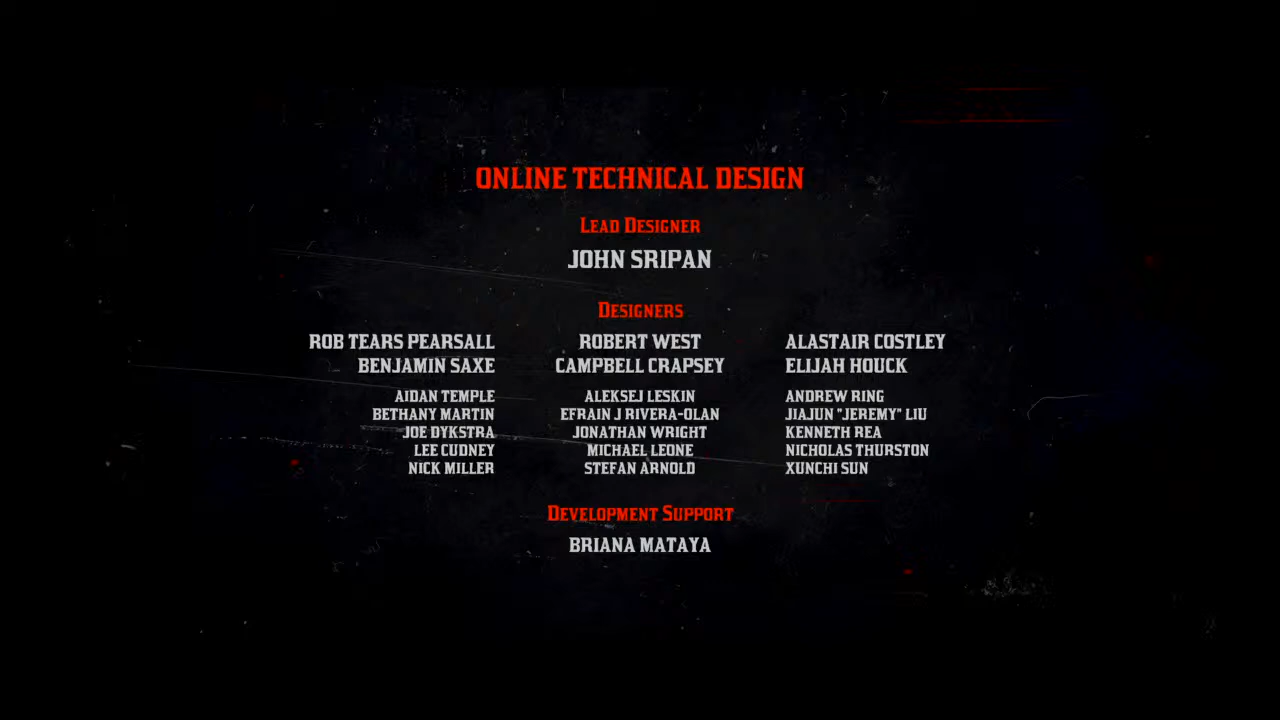 ONLINE TECHNICAL DESIGN
LEAD DESIGNER
JOHN SRIPAN
DESIGNERS
ROB TEARS PEARSALL ROBERT WEST ALASTAIR COSTLEY
BENJAMIN SAXE CAMPBELL CRAPSEY ELIJAH HOUCK
AIDAN TEMPLE ALEKSEJ LESKIN ANDREW RING
BETHANY MARTIN EFRAIN J RIVERA-OLAN JIAJUN "JEREMY" LIU
JOE DYKSTRA JONATHAN WRIGHT KENNETH REA
LEE CUDNEY MICHAEL LEONE NICHOLAS THURSTON
NICK MILLER STEFAN ARNOLD XUNCHI SUN
DEVELOPMENT SUPPORT
BRIANA MATAYA